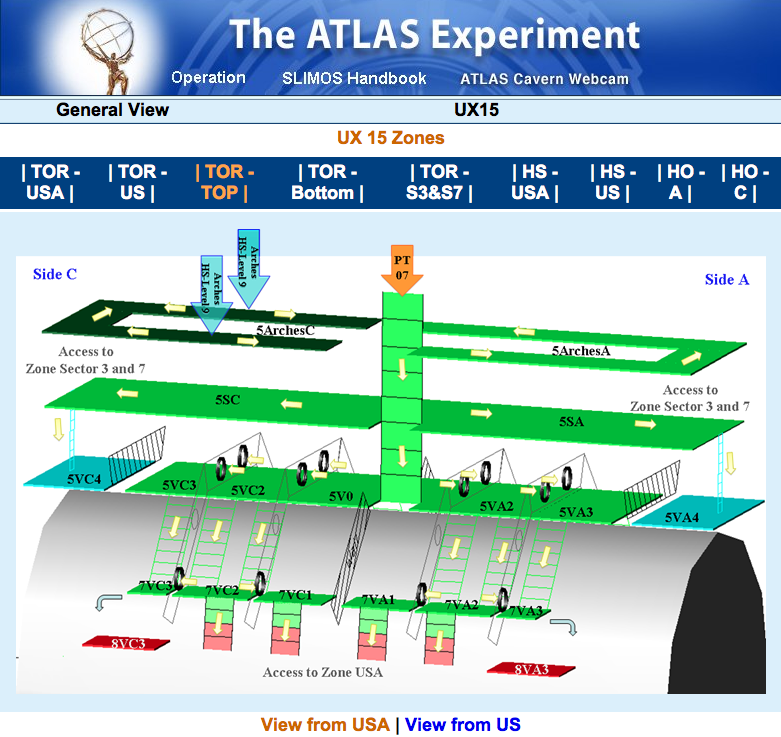 The ATLAS Experiment
Operation SLIMOS Handbook ATLAS Cavern Webcam
General View UX15
UX 15 Zones
| TOR - USA | | TOR - US | | TOR - TOP | | TOR - Bottom | | TOR - S3&S7 | | HS - USA | | HS - US | | HO - A | | HO - C |
Arches
HS-Level 9
Arches
HS-Level 9
PT
07
Side C
Side A
5ArchesC
5ArchesA
Access to
Zone Sector 3 and 7
Access to
Zone Sector 3 and 7
5SC
5SA
5VC4
5VC3
5VC2
5V0
5VA2
5VA3
5VA4
7VC3
7VC2
7VC1
7VA1
7VA2
7VA3
8VC3
8VA3
Access to Zone USA
View from USA | View from US